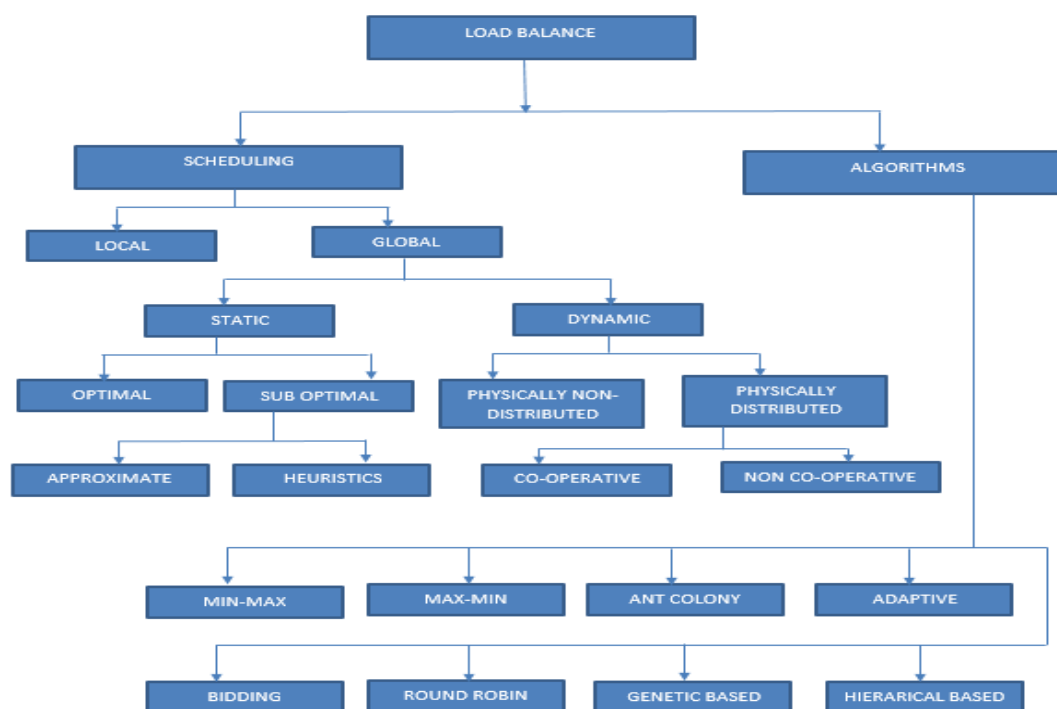 LOAD BALANCE
SCHEDULING
ALGORITHMS
LOCAL
GLOBAL
STATIC
DYNAMIC
OPTIMAL
SUB OPTIMAL
PHYSICALLY NON-
DISTRIBUTED
PHYSICALLY
DISTRIBUTED
APPROXIMATE
HEURISTICS
CO-OPERATIVE
NON CO-OPERATIVE
MIN-MAX
MAX-MIN
ANT COLONY
ADAPTIVE
BIDDING
ROUND ROBIN
GENETIC BASED
HIERARICAL BASED